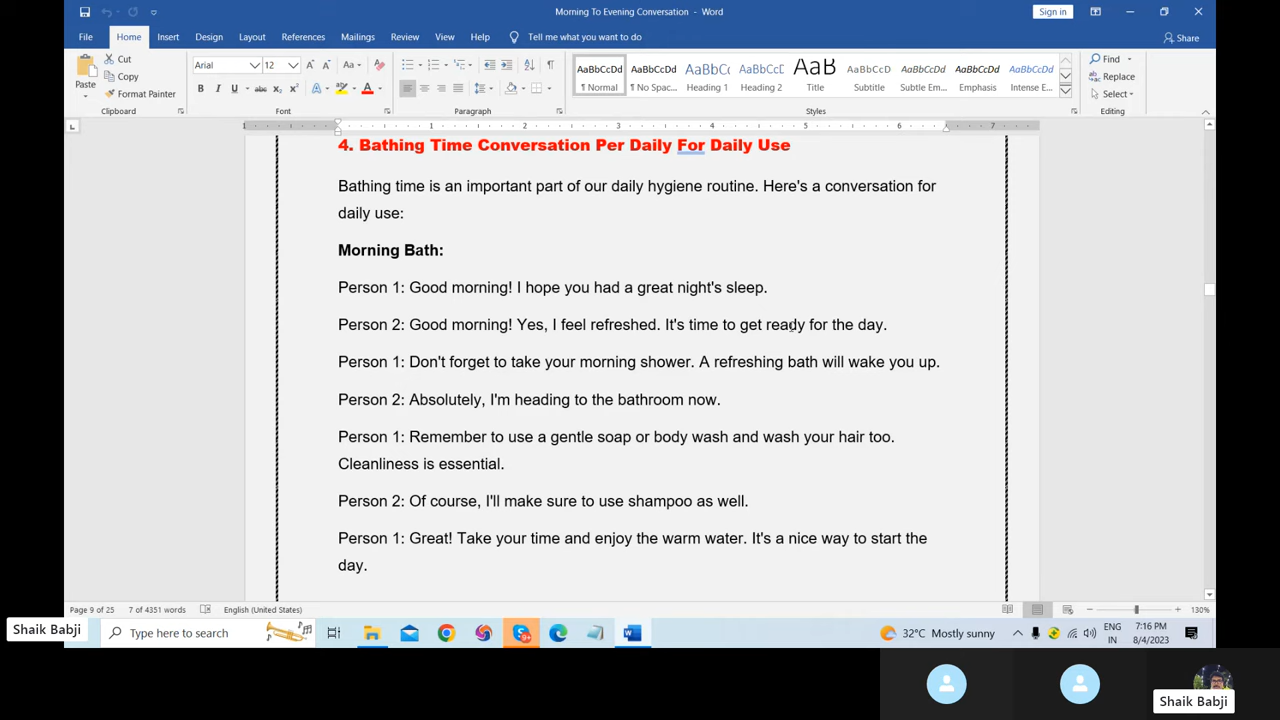 Morning To Evening Conversation - Word
Sign in
File Home Insert Design Layout References Mailings Review View Help Tell me what you want to do Share
Paste Cut Copy Format Painter
Arial 12
AaBbCcDd AaBbCcDd AaBbCc AaBbCcD AaB AaBbCcD AaBbCcDd AaBbCcDd AaBbCcDd
¶ Normal ¶ No Spac... Heading 1 Heading 2 Title Subtitle Subtle Em... Emphasis Intense E...
Find Replace Select
Clipboard Font Paragraph Styles Editing
1 1 2 3 4 5 6 7
4. Bathing Time Conversation Per Daily For Daily Use
Bathing time is an important part of our daily hygiene routine. Here's a conversation for
daily use:
Morning Bath:
Person 1: Good morning! I hope you had a great night's sleep.
Person 2: Good morning! Yes, I feel refreshed. It's time to get ready for the day.
Person 1: Don't forget to take your morning shower. A refreshing bath will wake you up.
Person 2: Absolutely, I'm heading to the bathroom now.
Person 1: Remember to use a gentle soap or body wash and wash your hair too.
Cleanliness is essential.
Person 2: Of course, I'll make sure to use shampoo as well.
Person 1: Great! Take your time and enjoy the warm water. It's a nice way to start the
day.
Page 9 of 25 7 of 4351 words English (United States) 130%
Shaik Babji
Type here to search
32°C Mostly sunny
ENG
IN
7:16 PM
8/4/2023
Shaik Babji